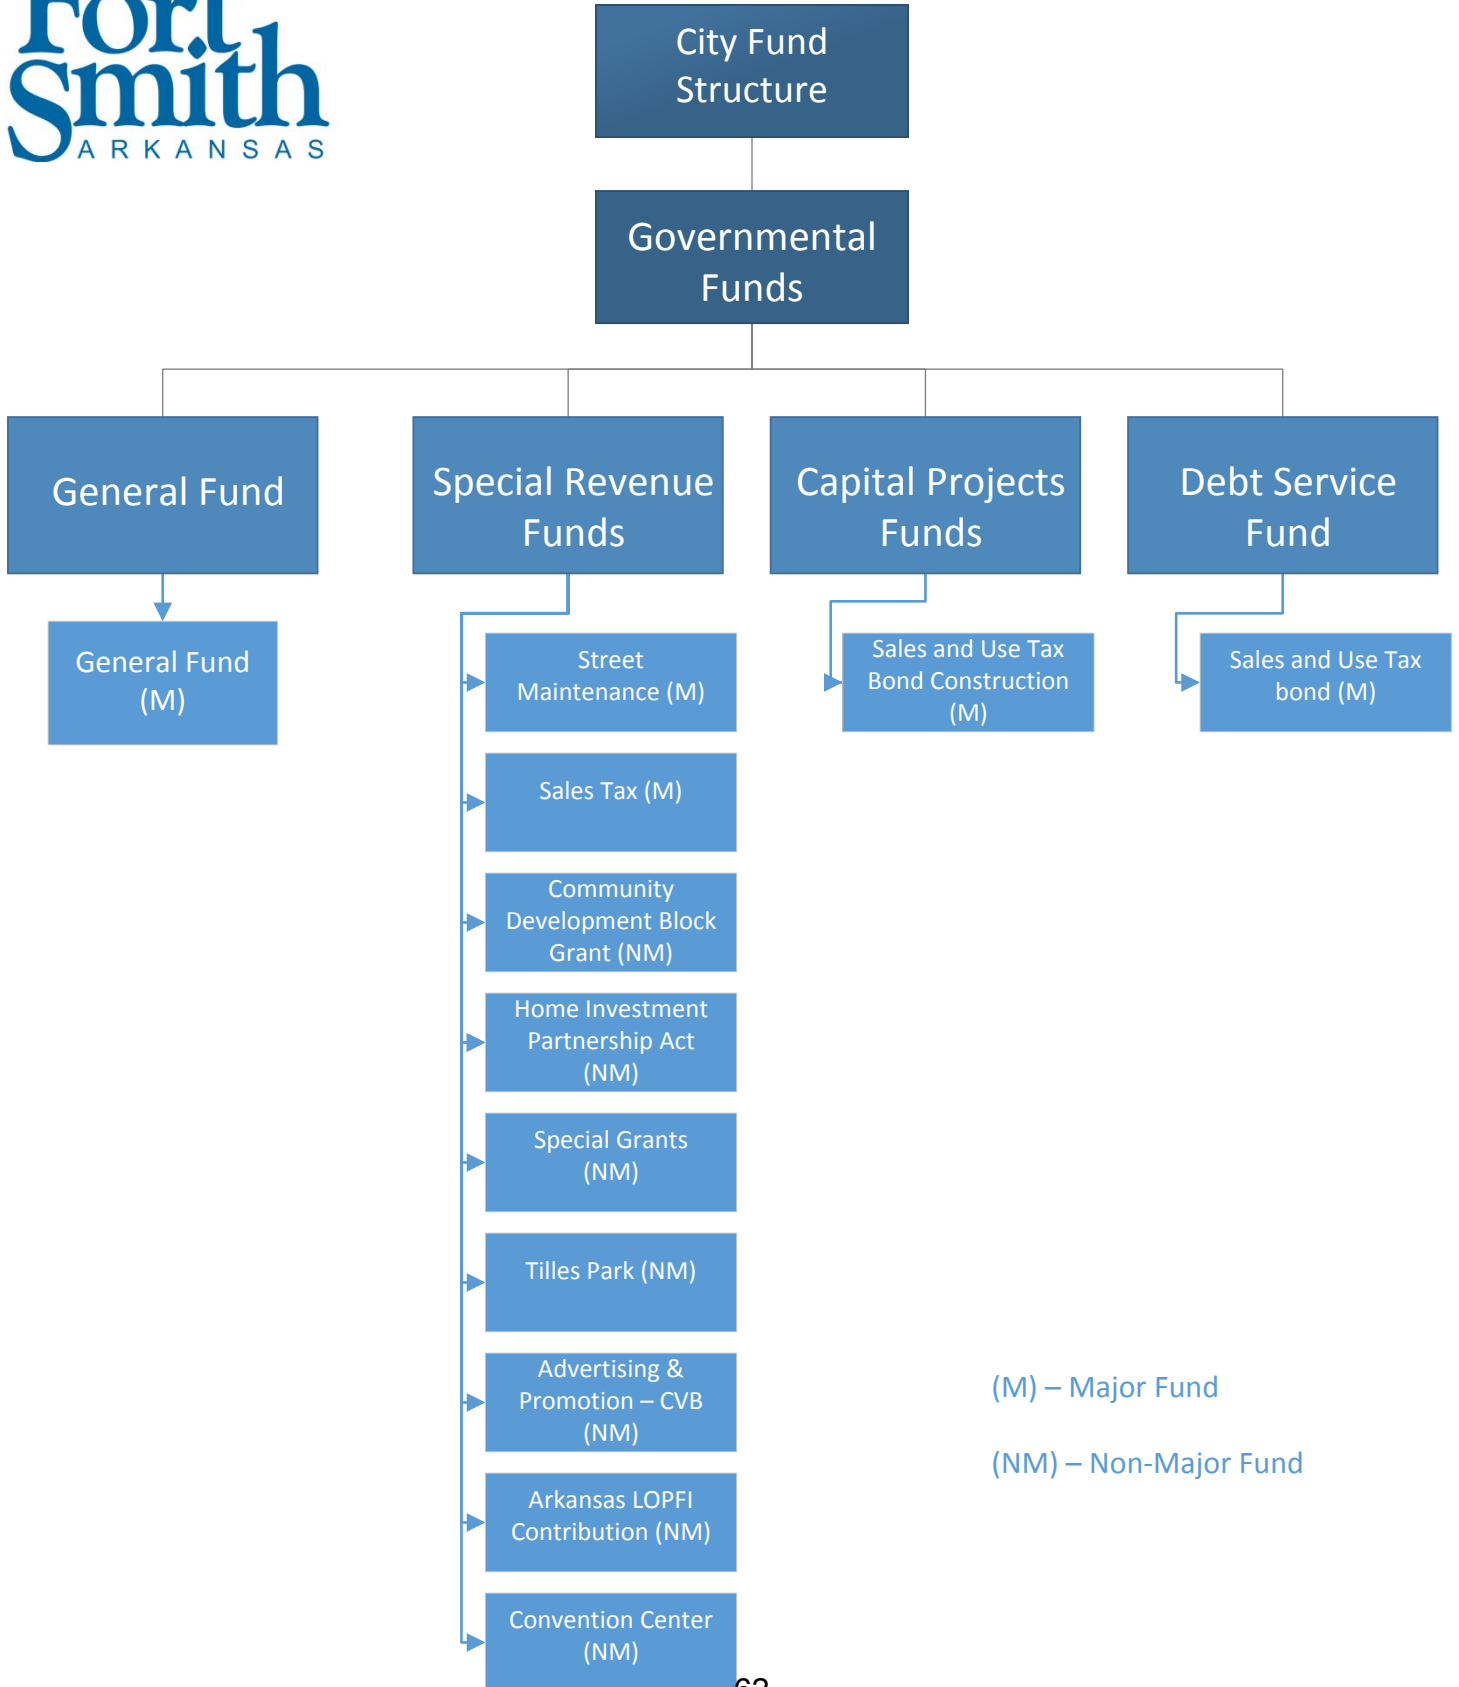 Fort
Smith
ARKANSAS
City Fund
Structure
Governmental
Funds
General Fund
Special Revenue
Funds
Capital Projects
Funds
Debt Service
Fund
General Fund
(M)
Street
Maintenance (M)
Sales Tax (M)
Community
Development Block
Grant (NM)
Home Investment
Partnership Act
(NM)
Special Grants
(NM)
Tilles Park (NM)
Advertising &
Promotion – CVB
(NM)
Arkansas LOPFI
Contribution (NM)
Convention Center
(NM)
Sales and Use Tax
Bond Construction
(M)
Sales and Use Tax
bond (M)
(M) – Major Fund
(NM) – Non-Major Fund